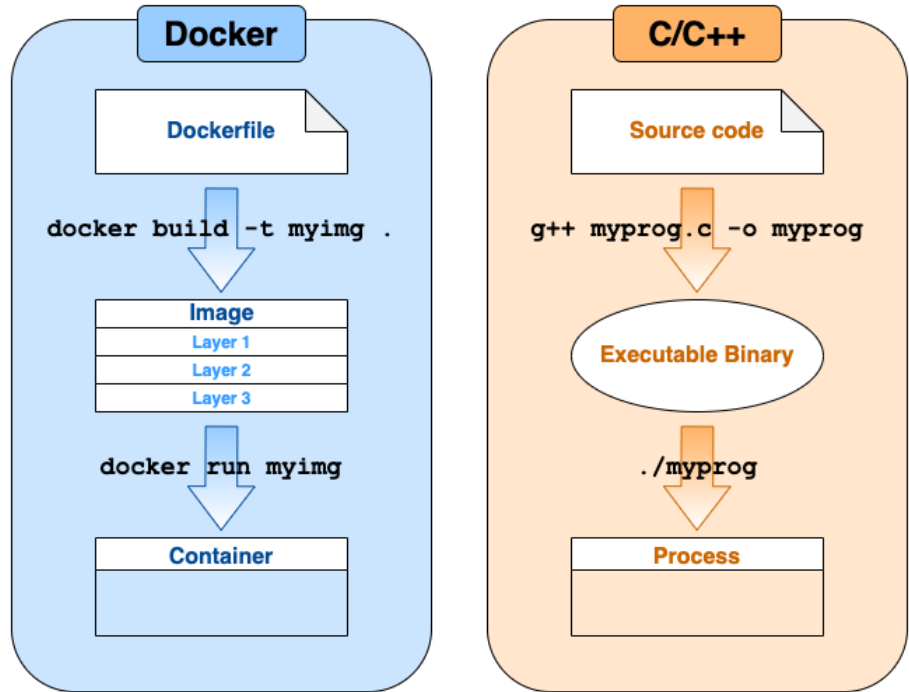 Docker
Dockerfile
docker build -t myimg .
Image
Layer 1
Layer 2
Layer 3
docker run myimg
Container
C/C++
Source code
g++ myprog.c -o myprog
Executable Binary
./myprog
Process